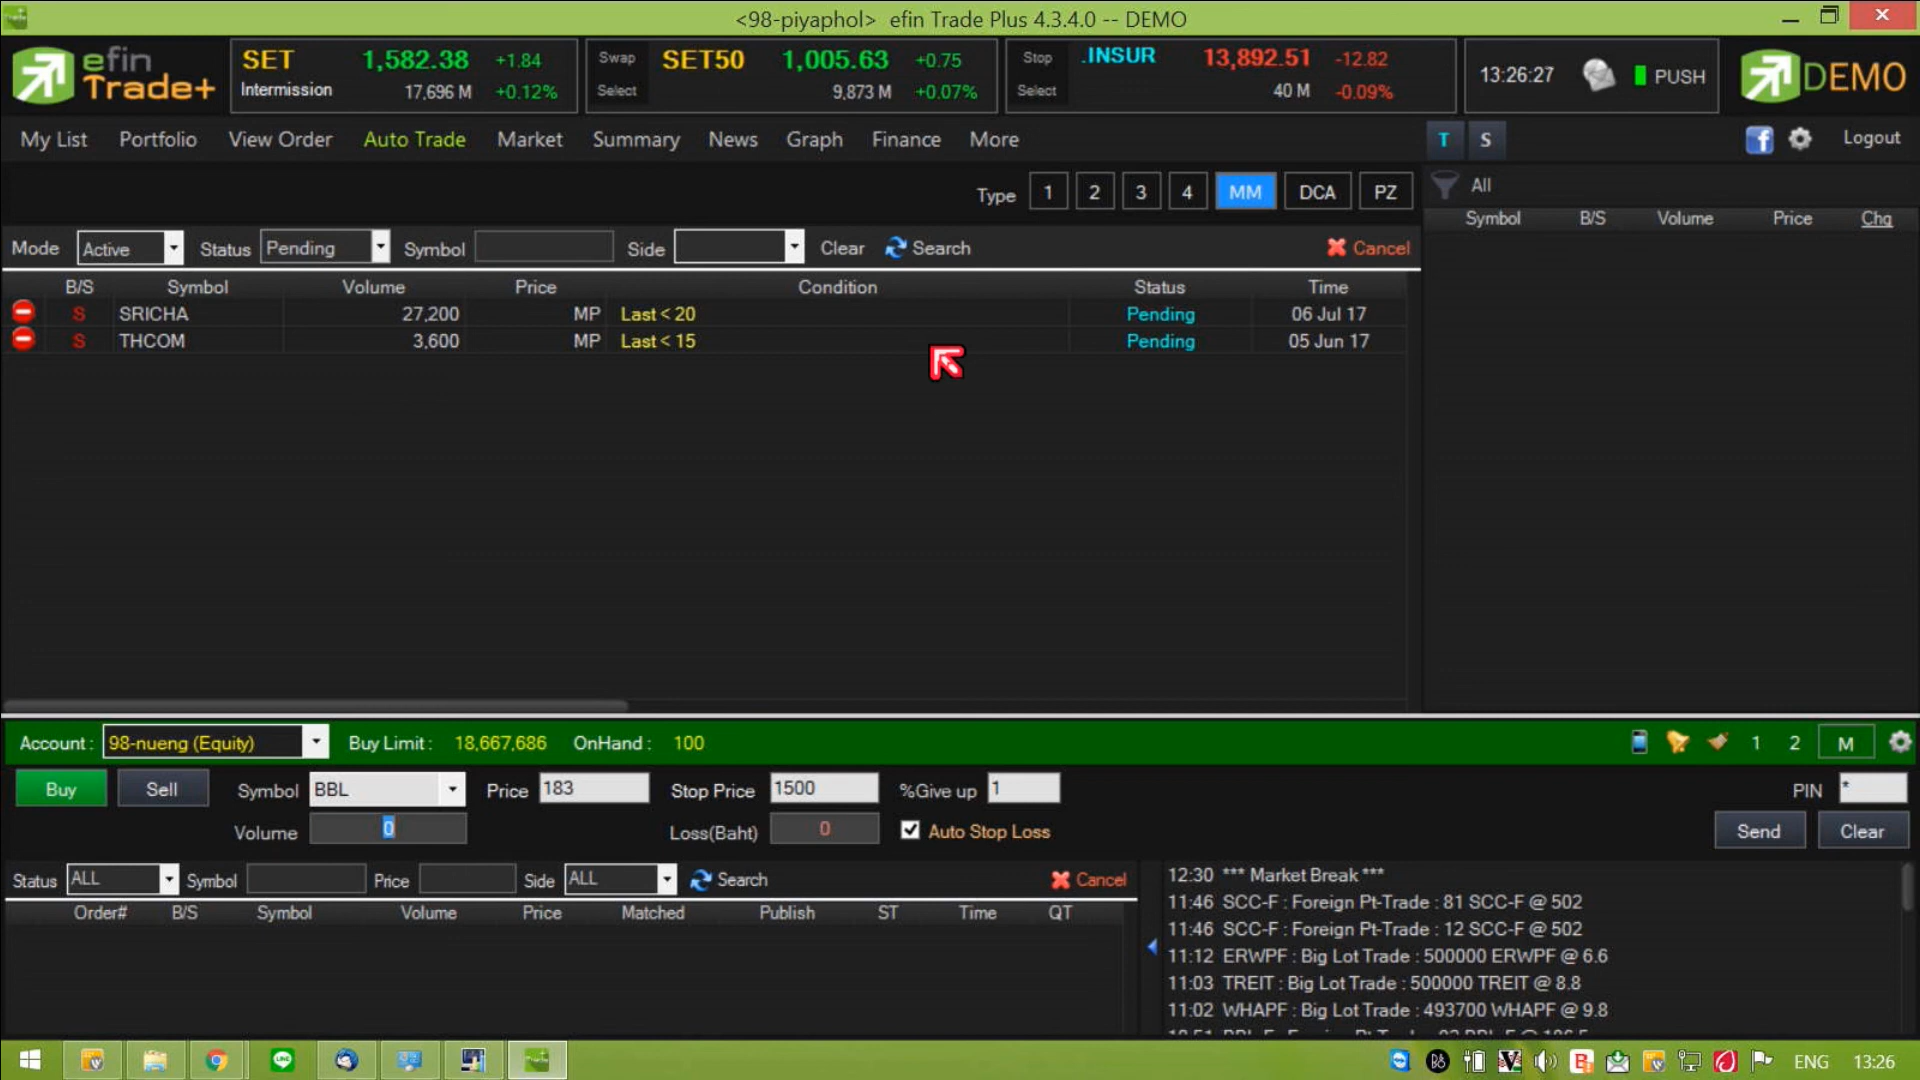 <98-piyaphol> efin Trade Plus 4.3.4.0 -- DEMO
efin Trade+
SET 1,582.38 +1.84
Intermission 17,696 M +0.12%
Swap SET50 1,005.63 +0.75
Select 9,873 M +0.07%
Stop .INSUR 13,892.51 -12.82
Select 40 M -0.09%
13:26:27 PUSH
DEMO
My List Portfolio View Order Auto Trade Market Summary News Graph Finance More T S f Logout
Type 1 2 3 4 MM DCA PZ
All
Symbol B/S Volume Price Chg
Mode Active Status Pending Symbol Side Clear Search Cancel
B/S Symbol Volume Price Condition Status Time
S SRICHA 27,200 MP Last < 20 Pending 06 Jul 17
S THCOM 3,600 MP Last < 15 Pending 05 Jun 17
Account : 98-nueng (Equity) Buy Limit : 18,667,686 OnHand : 100 1 2 M
Buy Sell Symbol BBL Price 183 Stop Price 1500 %Give up 1 PIN *
Volume 0 Loss(Baht) 0 Auto Stop Loss Send Clear
Status ALL Symbol Price Side ALL Search Cancel
Order# B/S Symbol Volume Price Matched Publish ST Time QT
12:30 *** Market Break ***
11:46 SCC-F : Foreign Pt-Trade : 81 SCC-F @ 502
11:46 SCC-F : Foreign Pt-Trade : 12 SCC-F @ 502
11:12 ERWPF : Big Lot Trade : 500000 ERWPF @ 6.6
11:03 TREIT : Big Lot Trade : 500000 TREIT @ 8.8
11:02 WHAPF : Big Lot Trade : 493700 WHAPF @ 9.8
ENG 13:26